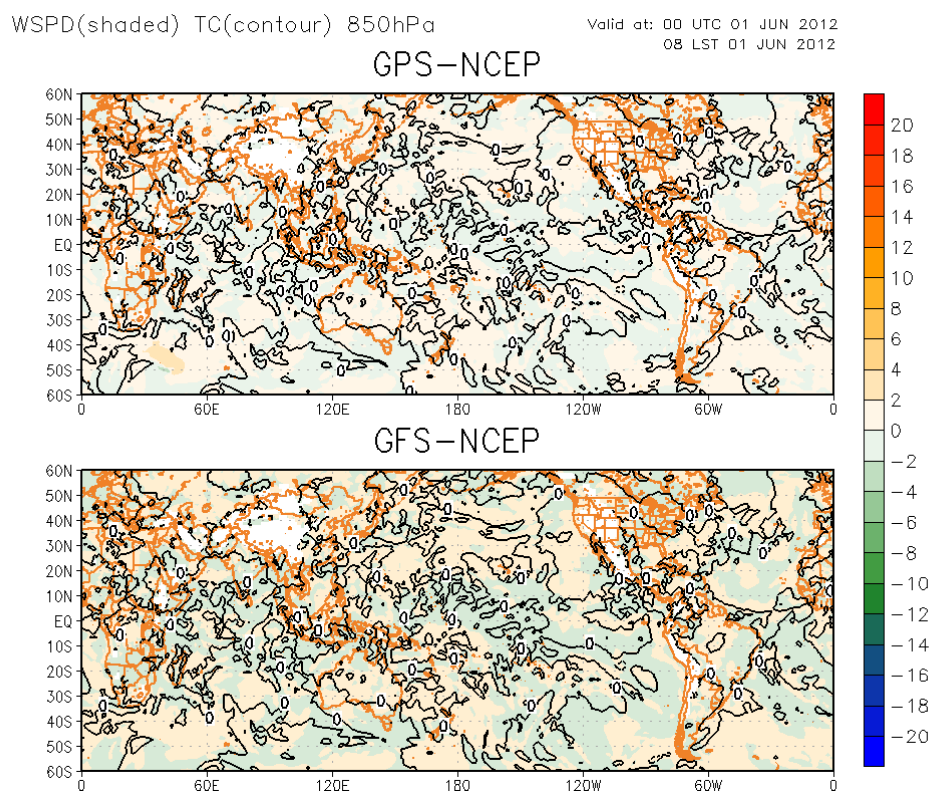 WSPD(shaded) TC(contour) 850hPa
Valid at: 00 UTC 01 JUN 2012
08 LST 01 JUN 2012
GPS-NCEP
60N
50N
40N
30N
20N
10N
EQ
10S
20S
30S
40S
50S
60S
0 60E 120E 180 120W 60W 0
GFS-NCEP
60N
50N
40N
30N
20N
10N
EQ
10S
20S
30S
40S
50S
60S
0 60E 120E 180 120W 60W 0
20
18
16
14
12
10
8
6
4
2
0
-2
-4
-6
-8
-10
-12
-14
-16
-18
-20